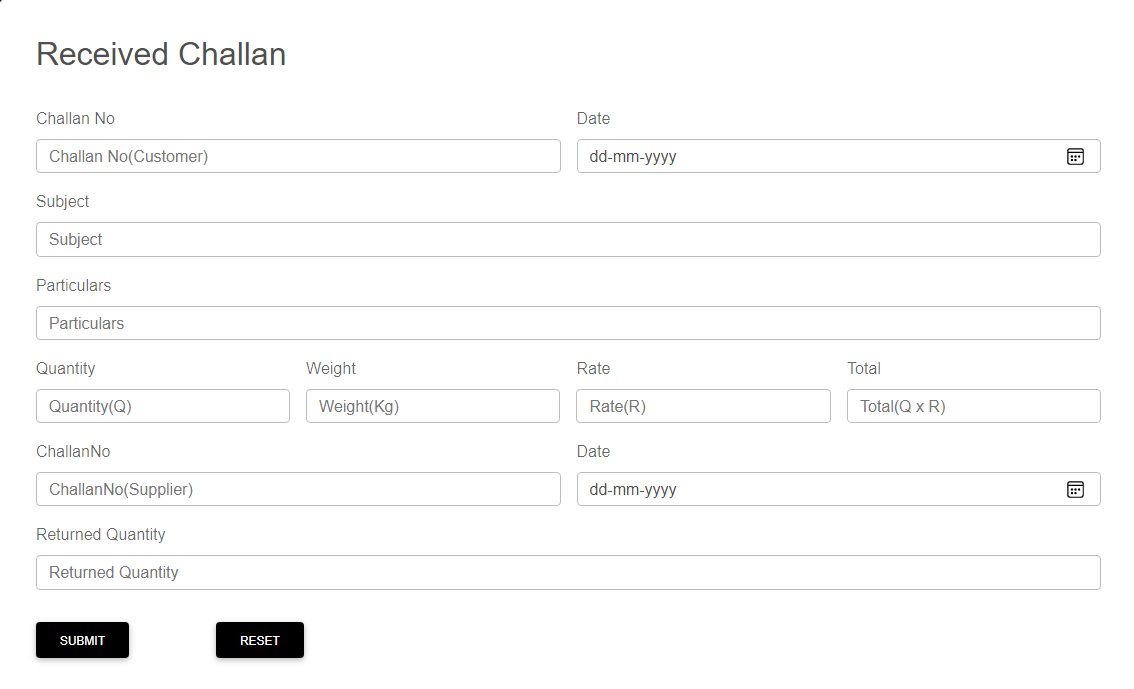 Received Challan
Challan No Date
Challan No(Customer) dd-mm-yyyy
Subject
Subject
Particulars
Particulars
Quantity Weight Rate Total
Quantity(Q) Weight(Kg) Rate(R) Total(Q x R)
ChallanNo Date
ChallanNo(Supplier) dd-mm-yyyy
Returned Quantity
Returned Quantity
SUBMIT RESET